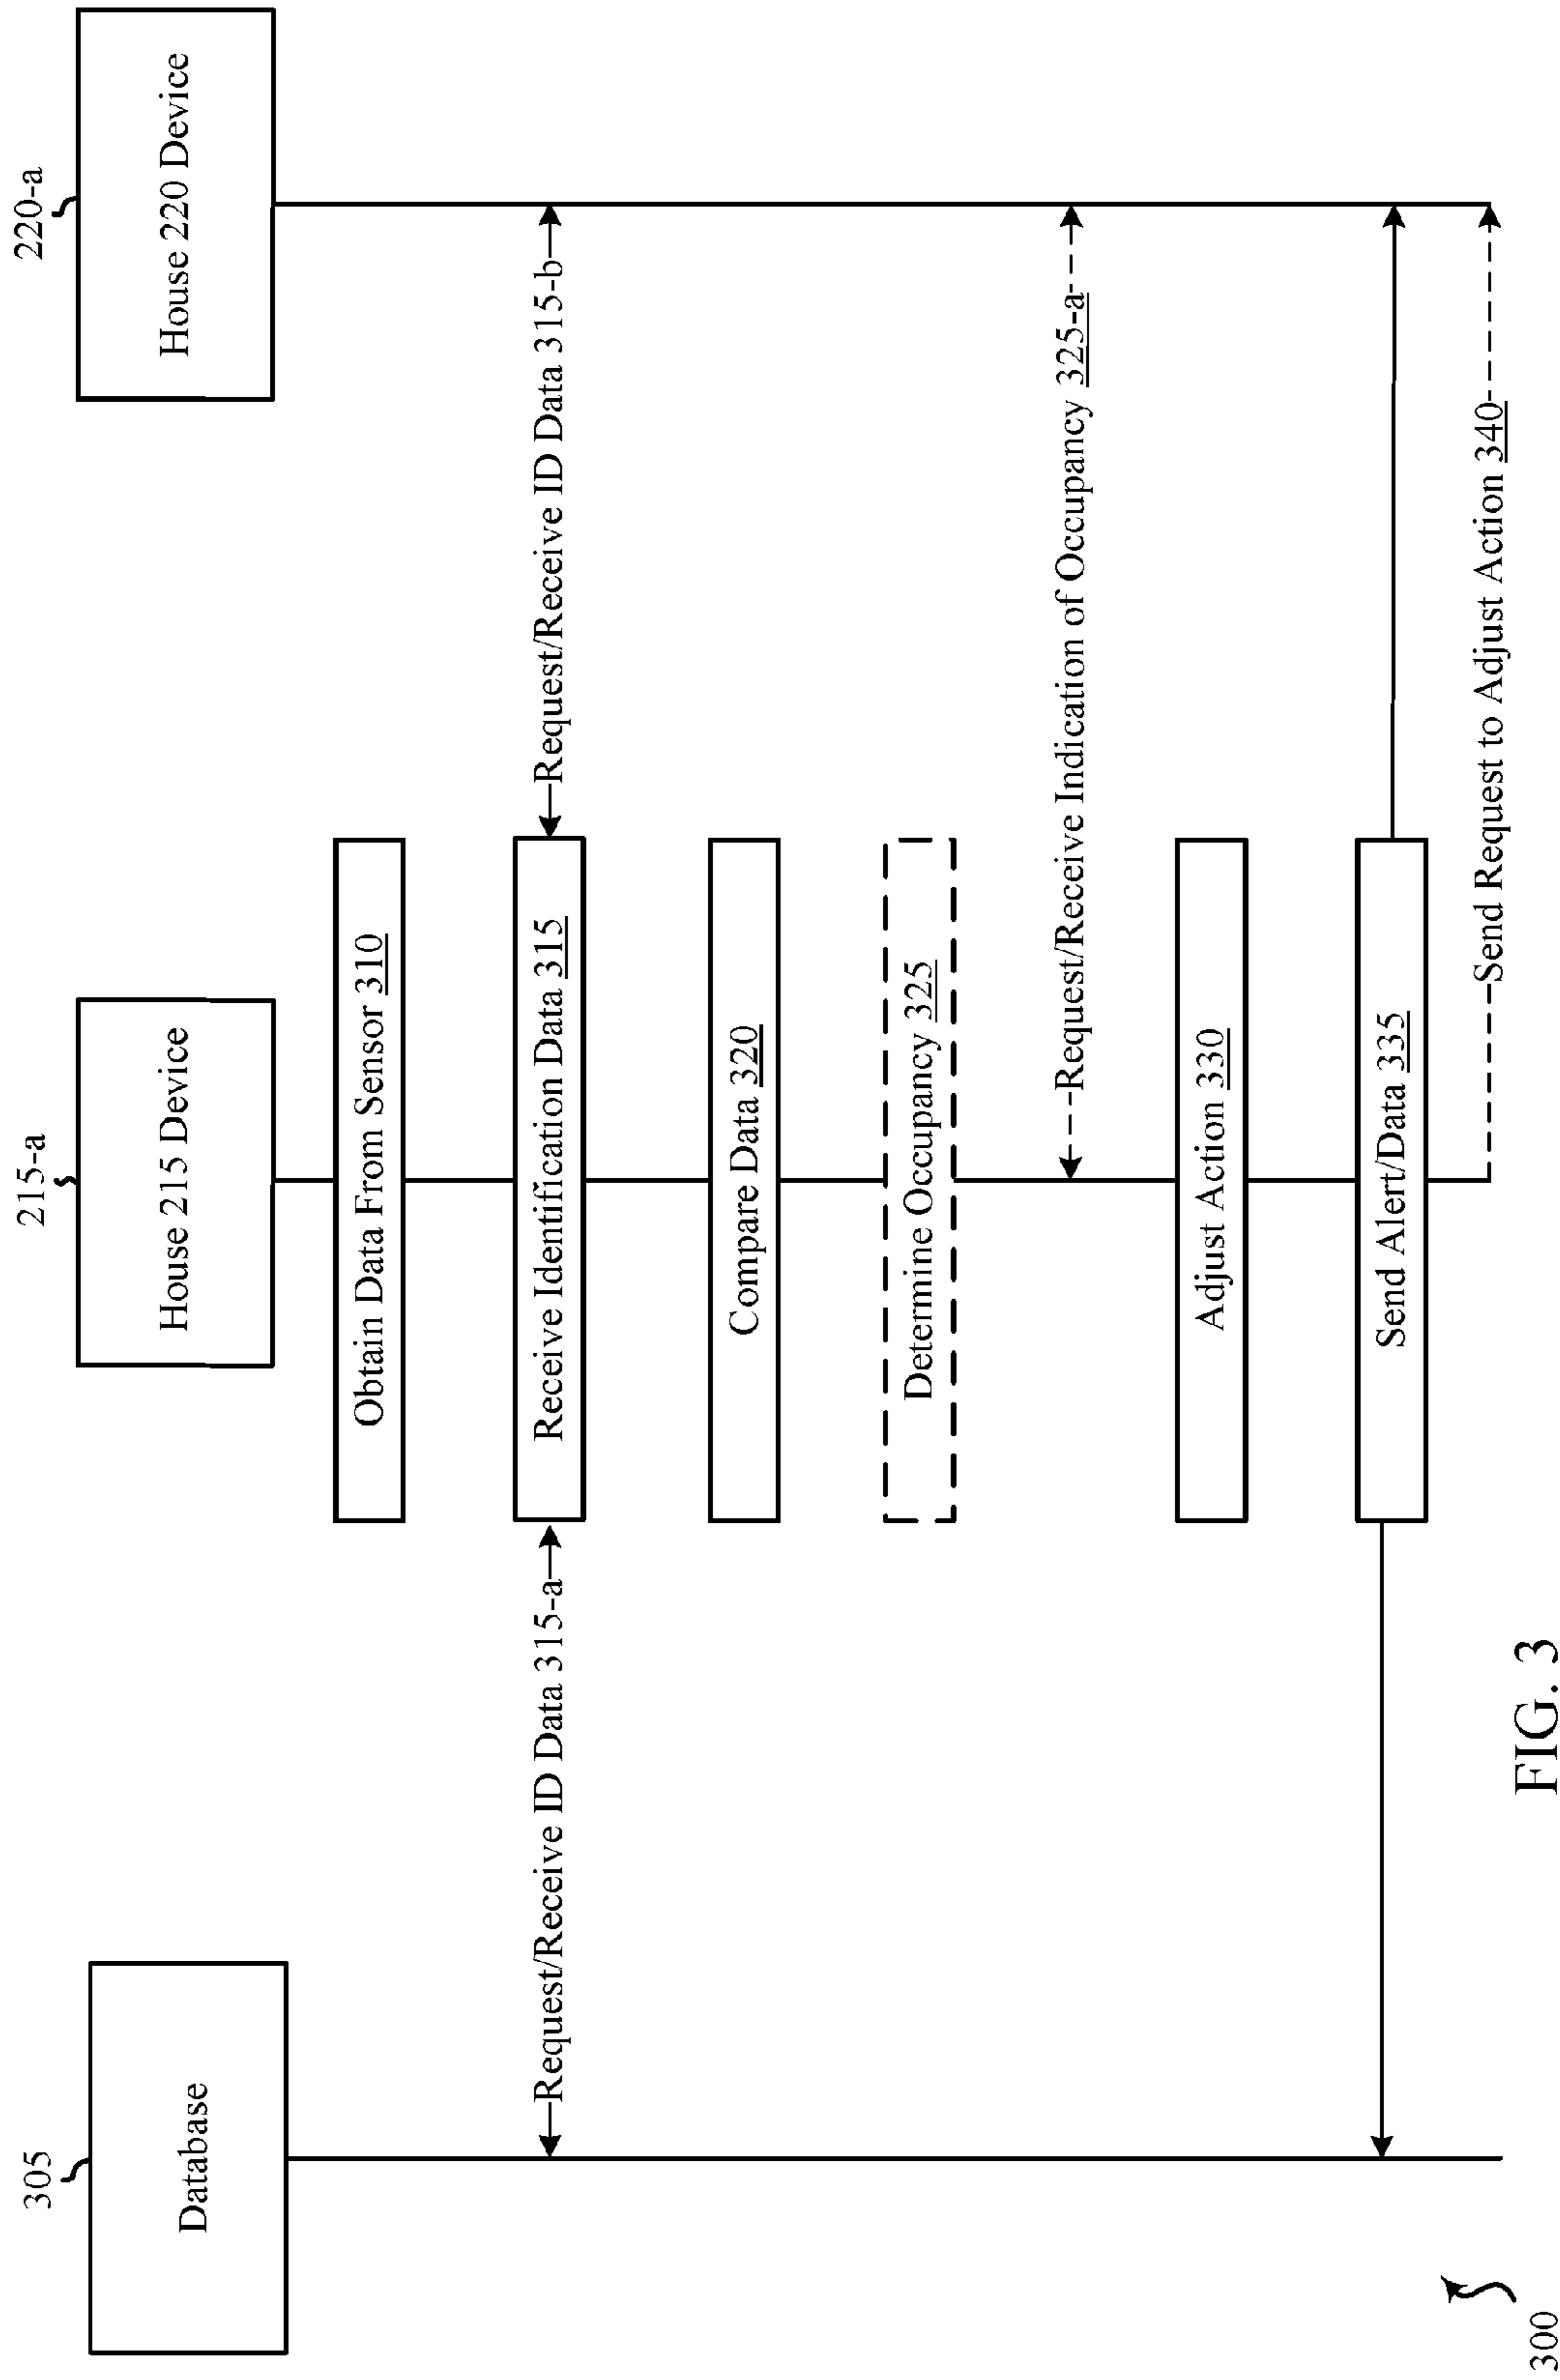 305
215-a
220-a
Database
House 215 Device
House 220 Device
Obtain Data From Sensor 310
Request/Receive ID Data 315-a
Receive Identification Data 315
Request/Receive ID Data 315-b
Compare Data 320
Determine Occupancy 325
Request/Receive Indication of Occupancy 325-a
Adjust Action 330
Send Alert/Data 335
Send Request to Adjust Action 340
300
FIG. 3